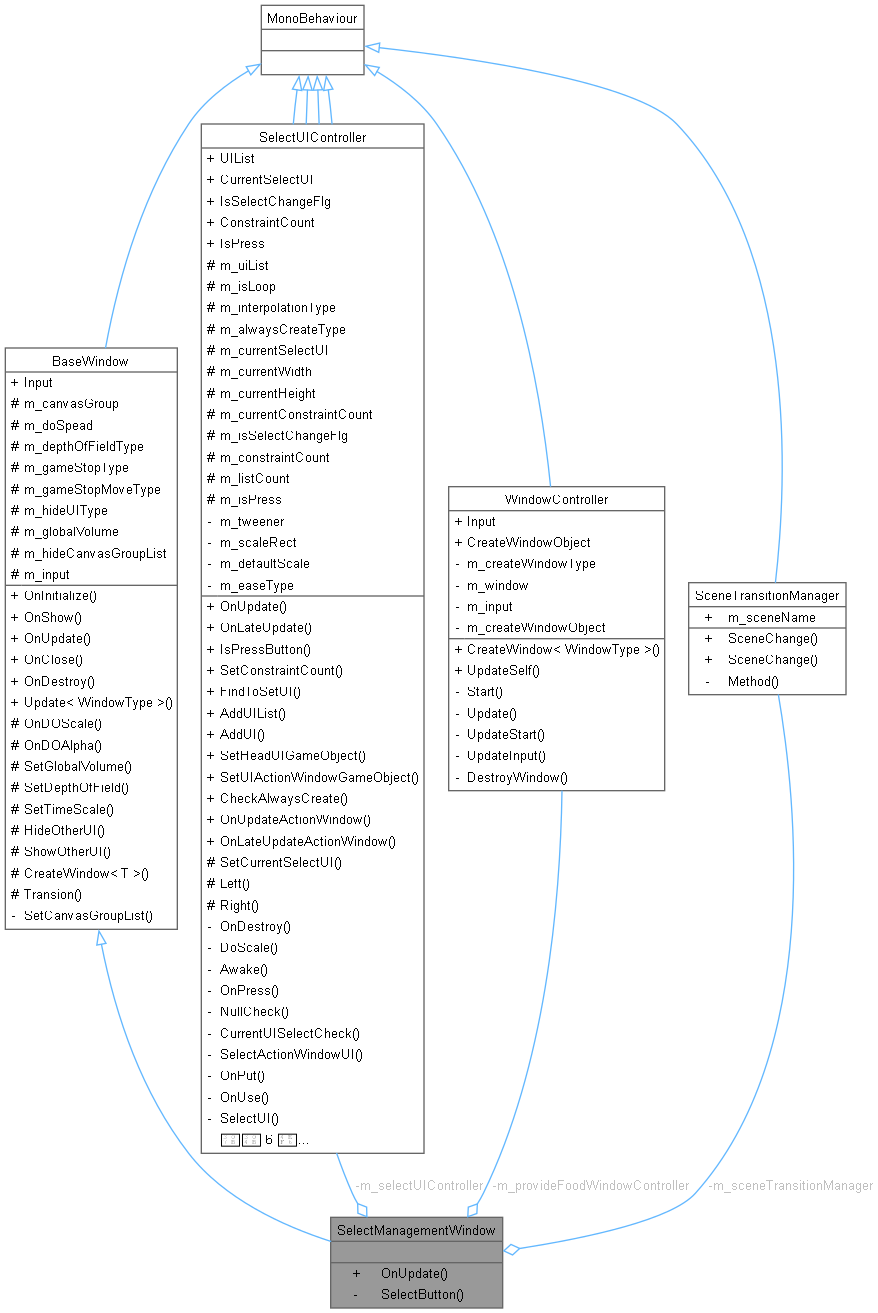 MonoBehaviour
SelectUIController
+ UIList
+ CurrentSelectUI
+ IsSelectChangeFlg
+ ConstraintCount
+ IsPress
# m_uiList
# m_isLoop
# m_interpolationType
# m_alwaysCreateType
# m_currentSelectUI
# m_currentWidth
# m_currentHeight
# m_currentConstraintCount
# m_isSelectChangeFlg
# m_constraintCount
# m_listCount
# m_isPress
- m_tweener
- m_scaleRect
- m_defaultScale
- m_easeType
+ OnUpdate()
+ OnLateUpdate()
+ IsPressButton()
+ SetConstraintCount()
+ FindToSetUI()
+ AddUIList()
+ AddUI()
+ SetHeadUIGameObject()
+ SetUIActionWindowGameObject()
+ CheckAlwaysCreate()
+ OnUpdateActionWindow()
+ OnLateUpdateActionWindow()
# SetCurrentSelectUI()
# Left()
# Right()
- OnDestroy()
- DoScale()
- Awake()
- OnPress()
- NullCheck()
- CurrentUISelectCheck()
- SelectActionWindowUI()
- OnPut()
- OnUse()
- SelectUI()
6 ...
BaseWindow
+ Input
# m_canvasGroup
# m_doSpead
# m_depthOfFieldType
# m_gameStopType
# m_gameStopMoveType
# m_hideUIType
# m_globalVolume
# m_hideCanvasGroupList
# m_input
+ OnInitialize()
+ OnShow()
+ OnUpdate()
+ OnClose()
+ OnDestroy()
+ Update< WindowType >()
# OnDOScale()
# OnDOAlpha()
# SetGlobalVolume()
# SetDepthOfField()
# SetTimeScale()
# HideOtherUI()
# ShowOtherUI()
# CreateWindow< T >()
# Transion()
- SetCanvasGroupList()
WindowController
+ Input
+ CreateWindowObject
- m_createWindowType
- m_window
- m_input
- m_createWindowObject
+ CreateWindow< WindowType >()
+ UpdateSelf()
- Start()
- Update()
- UpdateStart()
- UpdateInput()
- DestroyWindow()
SceneTransitionManager
+ m_sceneName
+ SceneChange()
+ SceneChange()
- Method()
-m_selectUIController
-m_provideFoodWindowController
-m_sceneTransitionManager
SelectManagementWindow
+ OnUpdate()
- SelectButton()